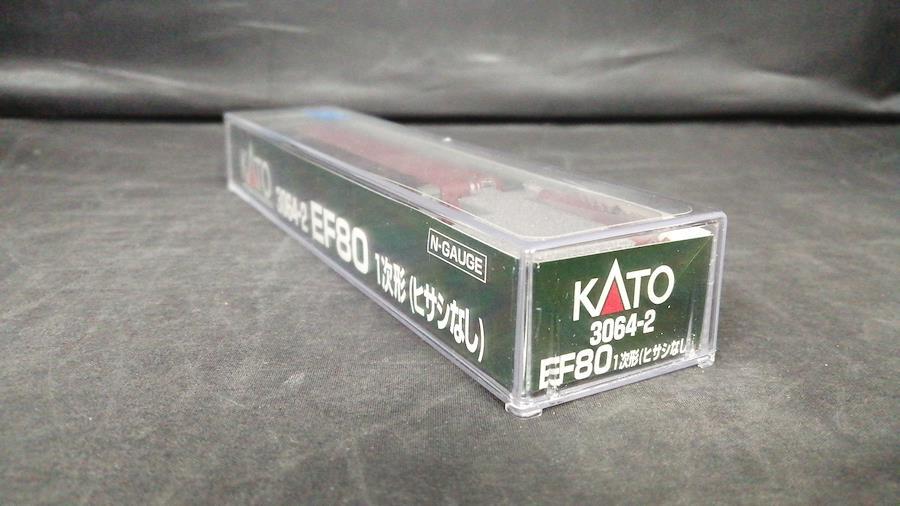 KATO 3064-2 EF80 1次形 (ヒサシなし)
N-GAUGE
KATO
3064-2
EF80 1次形(ヒサシなし